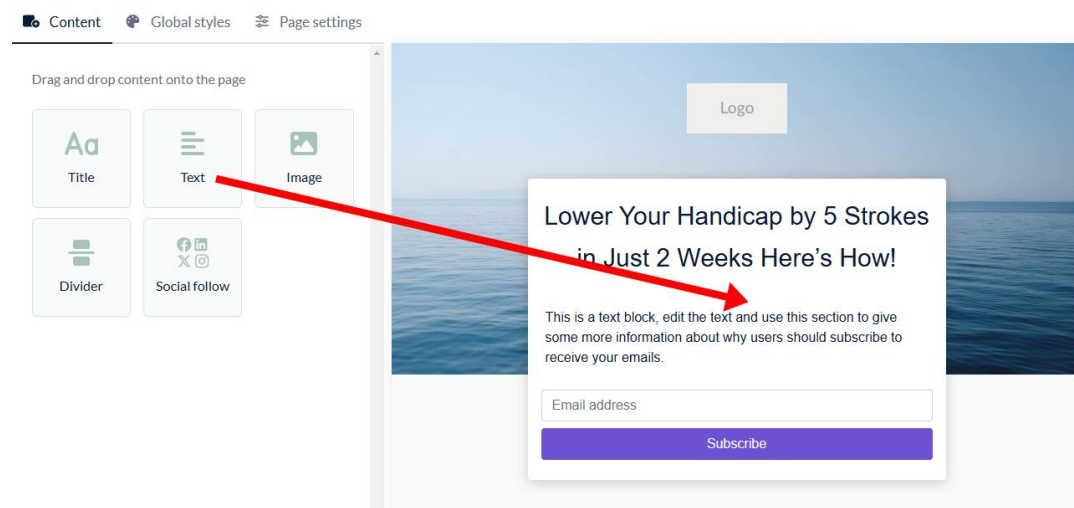 Content Global styles Page settings
Drag and drop content onto the page
Aa
Title Text Image
Divider Social follow
Logo
Lower Your Handicap by 5 Strokes
in Just 2 Weeks Here's How!
This is a text block, edit the text and use this section to give
some more information about why users should subscribe to
receive your emails.
Email address
Subscribe